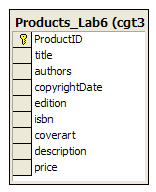 Products_Lab6 (cgt3
ProductID
title
authors
copyrightDate
edition
isbn
coverart
description
price